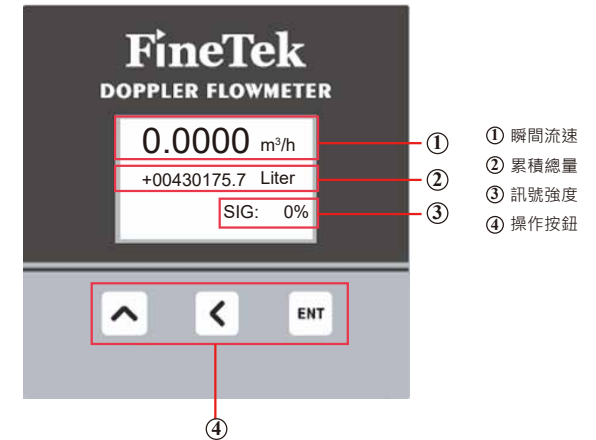 FineTek
DOPPLER FLOWMETER
0.0000 m³/h
+00430175.7 Liter
SIG: 0%
ENT
① 瞬間流速
② 累積總量
③ 訊號強度
④ 操作按鈕
①
②
③
④